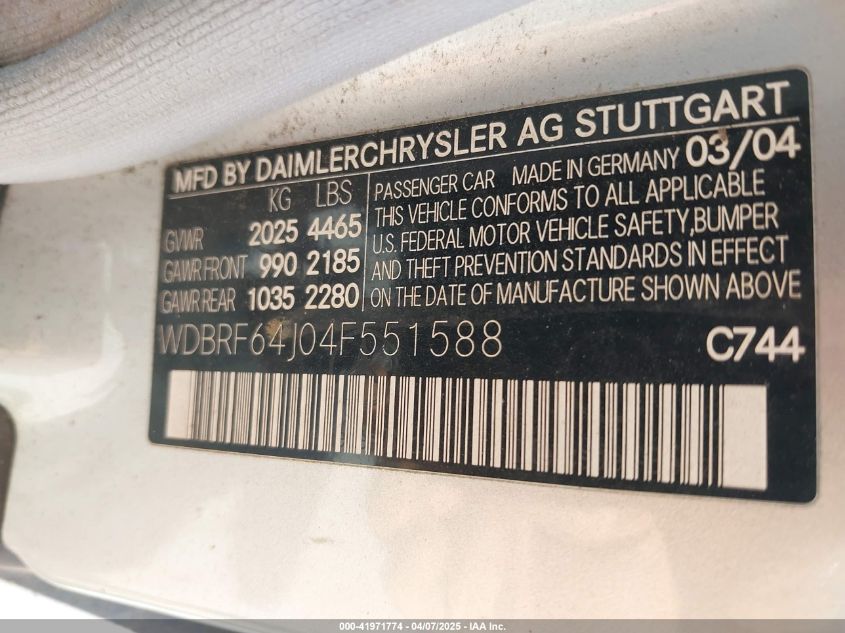 MFD BY DAIMLERCHRYSLER AG STUTTGART
KG LBS
GVWR 2025 4465
GAWR FRONT 990 2185
GAWR REAR 1035 2280
PASSENGER CAR MADE IN GERMANY 03/04
THIS VEHICLE CONFORMS TO ALL APPLICABLE
U.S. FEDERAL MOTOR VEHICLE SAFETY,BUMPER
AND THEFT PREVENTION STANDARDS IN EFFECT
ON THE DATE OF MANUFACTURE SHOWN ABOVE
WDBRF64J04F551588 C744
000-41971774 - 04/07/2025 - IAA Inc.